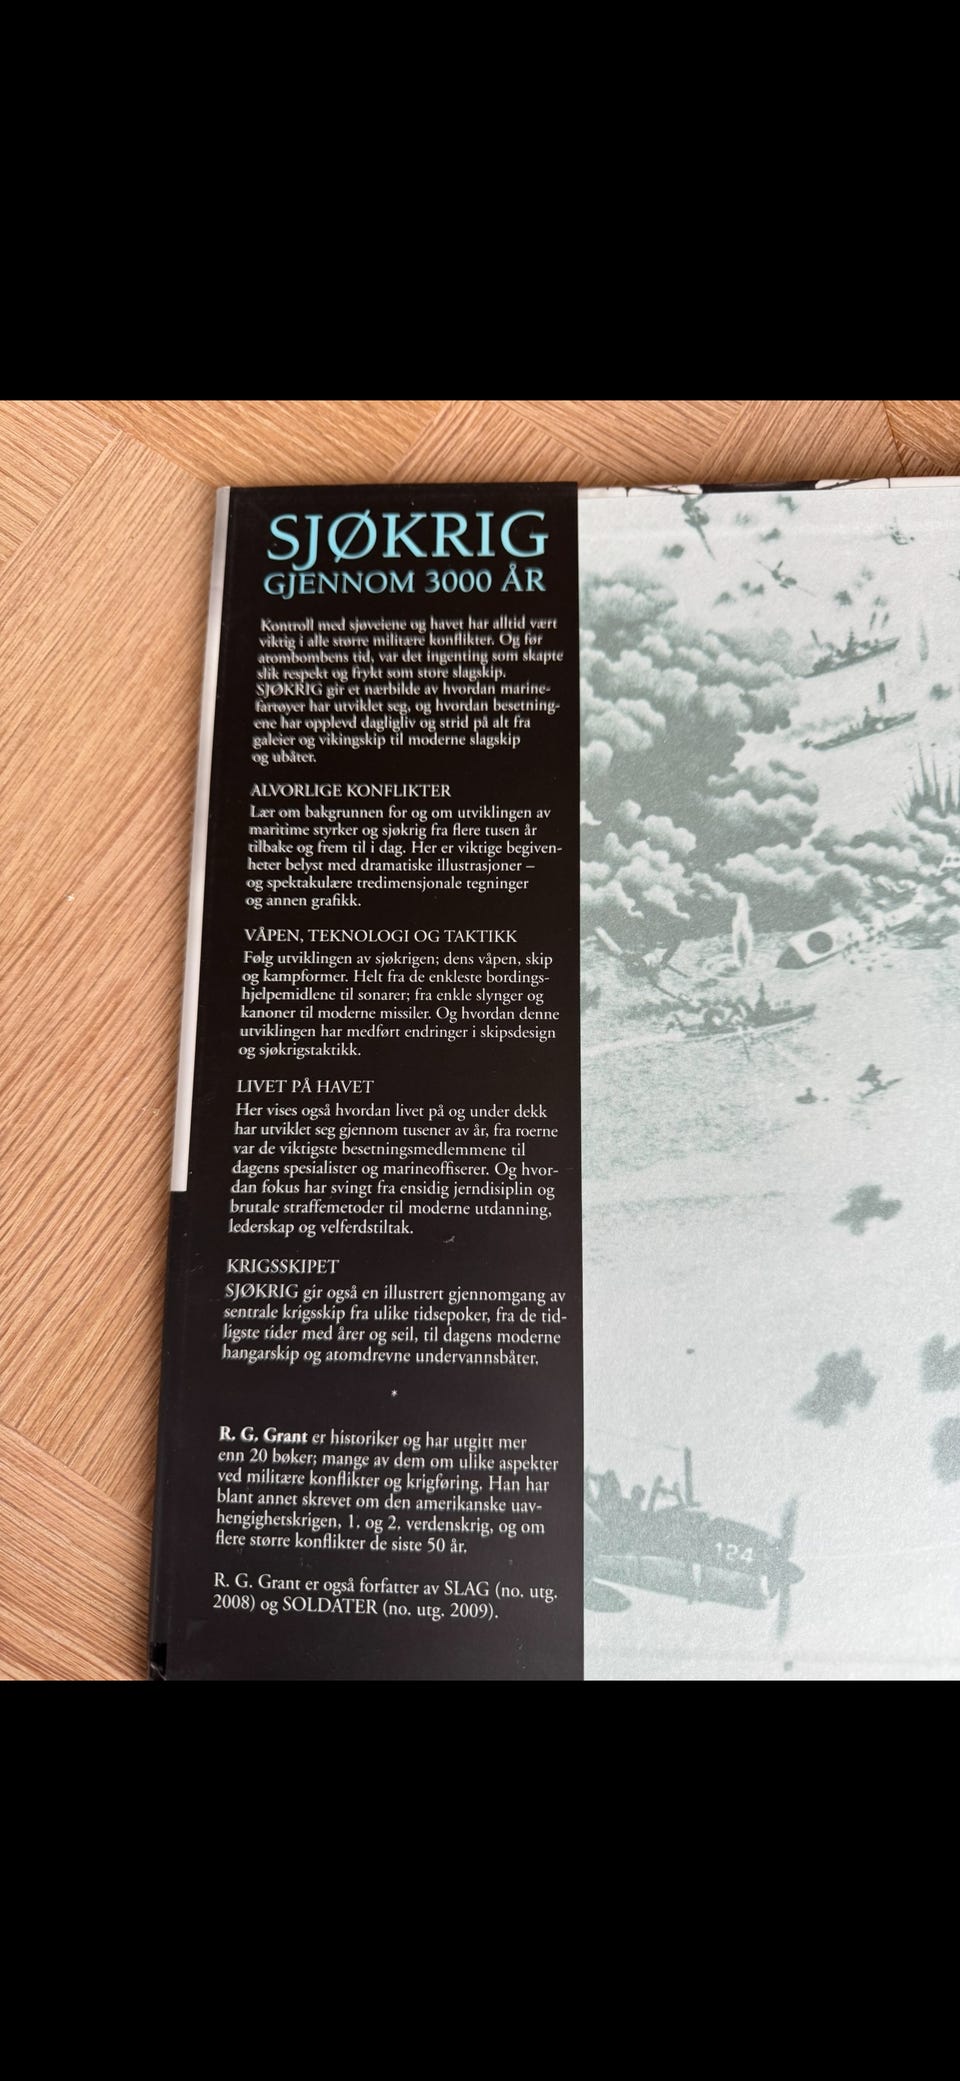 SJØKRIG
GJENNOM 3000 ÅR
Kontroll med sjøveiene og havet har alltid vært
viktig i alle større militære konflikter. Og før
atombombens tid, var det ingenting som skapte
slik respekt og frykt som store slagskip.
SJØKRIG gir et nærbilde av hvordan marine-
fartøyer har utviklet seg, og hvordan besetning-
ene har opplevd dagligliv og strid på alt fra
galeier og vikingskip til moderne slagskip
og ubåter.
ALVORLIGE KONFLIKTER
Lær om bakgrunnen for og om utviklingen av
maritime styrker og sjøkrig fra flere tusen år
tilbake og frem til i dag. Her er viktige begiven-
heter belyst med dramatiske illustrasjoner –
og spektakulære tredimensjonale tegninger
og annen grafikk.
VÅPEN, TEKNOLOGI OG TAKTIKK
Følg utviklingen av sjøkrigen; dens våpen, skip
og kampformer. Helt fra de enkleste bordings-
hjelpemidlene til sonarer; fra enkle slynger og
kanoner til moderne missiler. Og hvordan denne
utviklingen har medført endringer i skipsdesign
og sjøkrigstaktikk.
LIVET PÅ HAVET
Her vises også hvordan livet på og under dekk
har utviklet seg gjennom tusener av år, fra roerne
var de viktigste besetningsmedlemmene til
dagens spesialister og marineoffiserer. Og hvor-
dan fokus har svingt fra ensidig jerndisiplin og
brutale straffemetoder til moderne utdanning,
lederskap og velferdstiltak.
KRIGSSKIPET
SJØKRIG gir også en illustrert gjennomgang av
sentrale krigsskip fra ulike tidsepoker, fra de tid-
ligste tider med årer og seil, til dagens moderne
hangarskip og atomdrevne undervannsbåter.
*
R. G. Grant er historiker og har utgitt mer
enn 20 bøker; mange av dem om ulike aspekter
ved militære konflikter og krigføring. Han har
blant annet skrevet om den amerikanske uav-
hengighetskrigen, 1. og 2. verdenskrig, og om
flere større konflikter de siste 50 år.
R. G. Grant er også forfatter av SLAG (no. utg.
2008) og SOLDATER (no. utg. 2009).
124